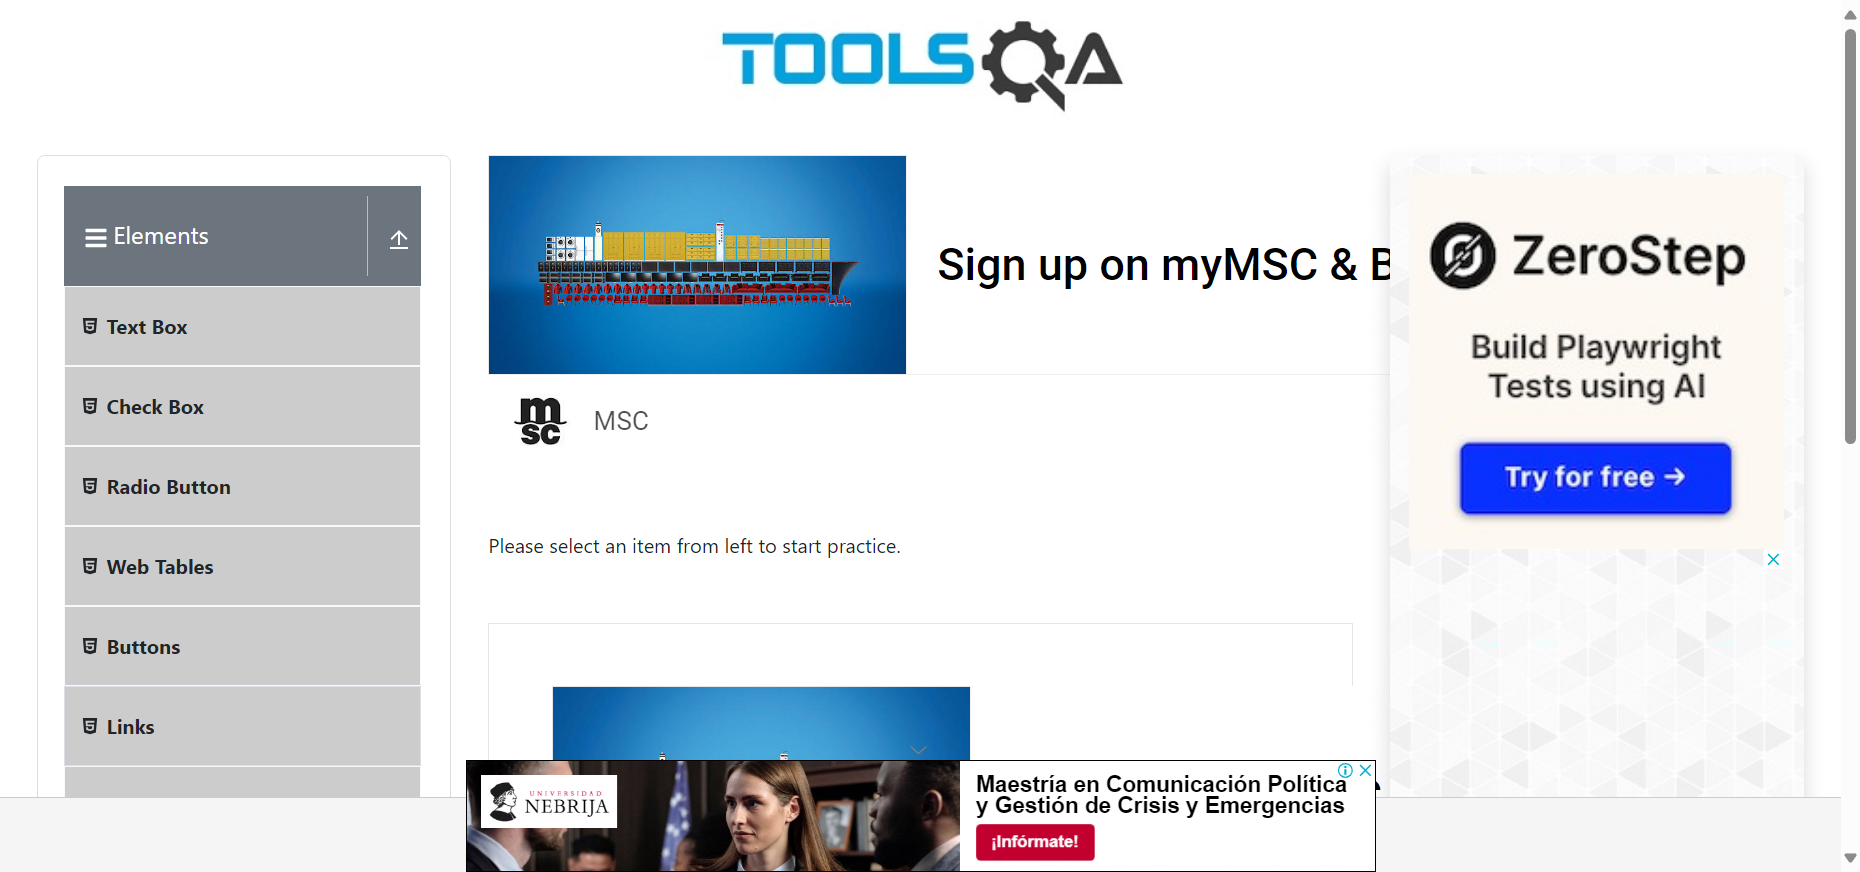 TOOLSQA
Elements
Text Box
Check Box
Radio Button
Web Tables
Buttons
Links
Sign up on myMSC & B
msc
MSC
Please select an item from left to start practice.
ZeroStep
Build Playwright
Tests using AI
Try for free →
UNIVERSIDAD
NEBRIJA
Maestría en Comunicación Política
y Gestión de Crisis y Emergencias
¡Infórmate!